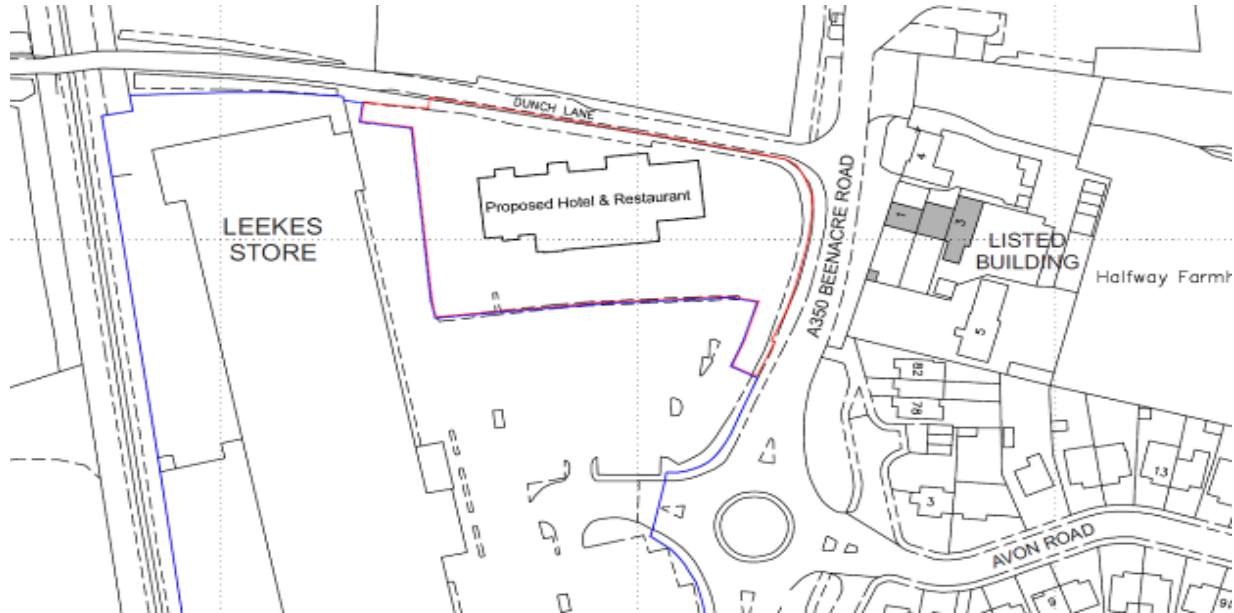 DUNCH LANE
4
Proposed Hotel & Restaurant
A350 BEENACRE ROAD
1
3
LEEKES
STORE
LISTED
BUILDING
Halfway Farmh
5
82
78
13
3
AVON ROAD
9